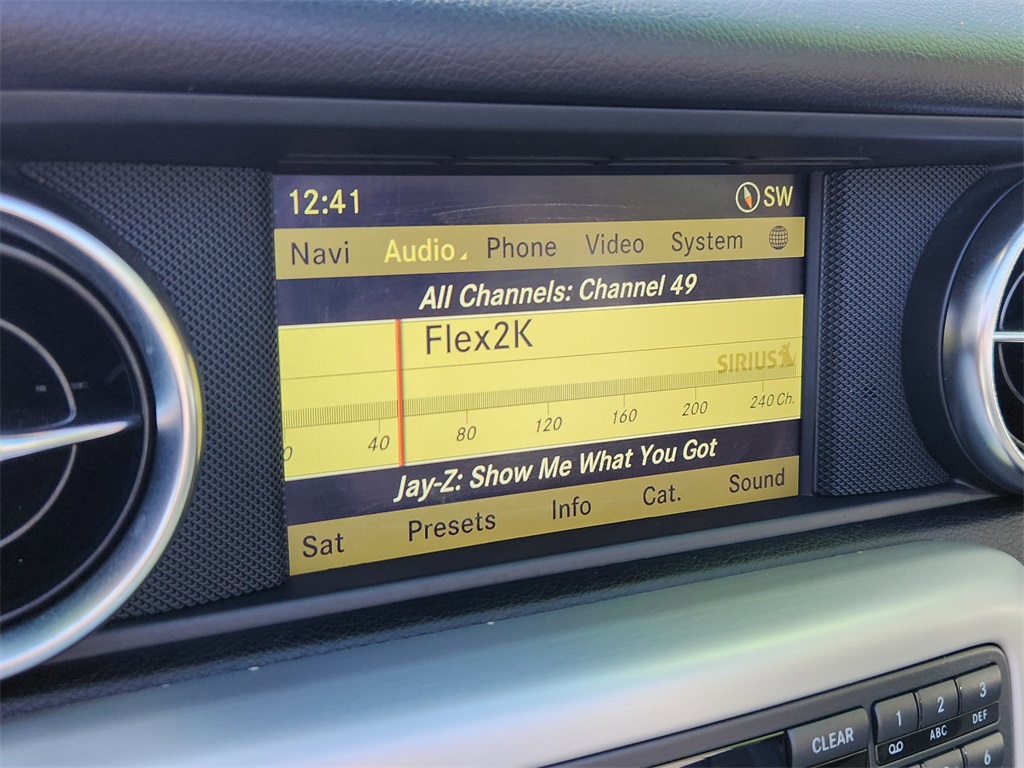 12:41 SW
Navi Audio Phone Video System
All Channels: Channel 49
Flex2K
SIRIUS
0 40 80 120 160 200 240 Ch.
Jay-Z: Show Me What You Got
Sat Presets Info Cat. Sound
CLEAR 1 2 3
ABC DEF
6